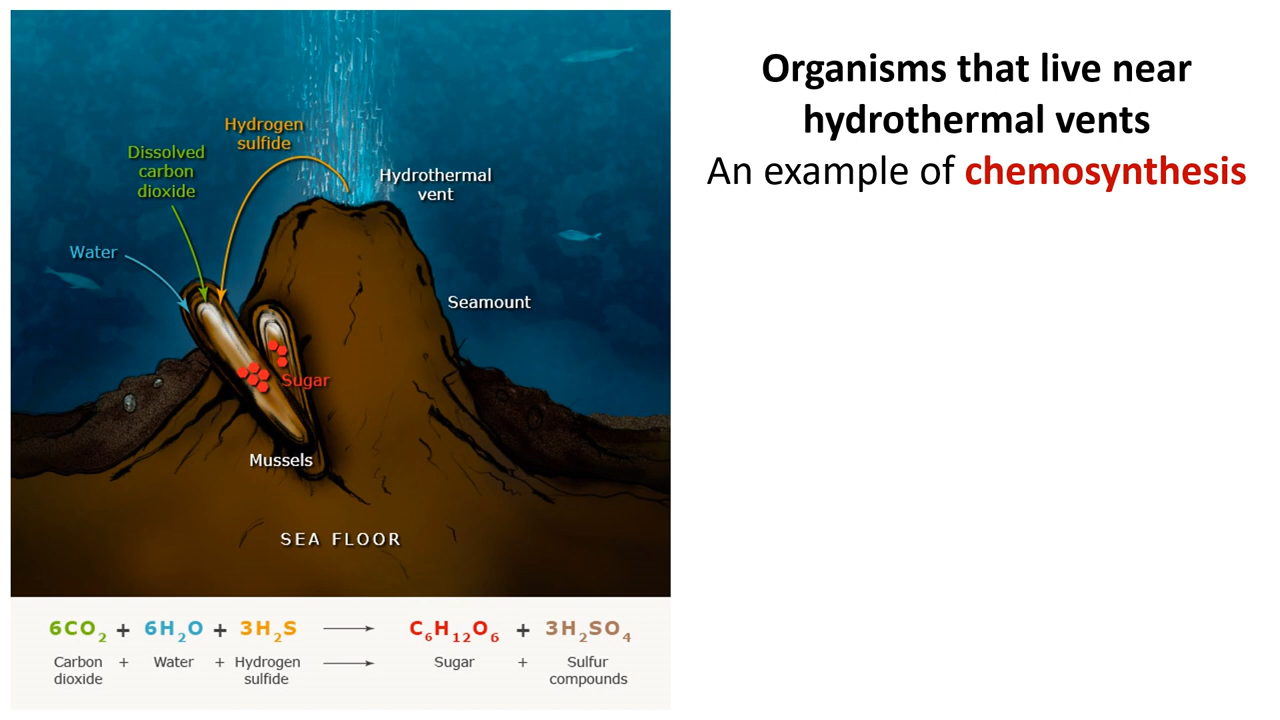 Organisms that live near
hydrothermal vents
An example of chemosynthesis
Hydrogen
sulfide
Dissolved
carbon
dioxide
Hydrothermal
vent
Water
Seamount
Sugar
Mussels
SEA FLOOR
6CO₂ + 6H₂O + 3H₂S ⟶ C₆H₁₂O₆ + 3H₂SO₄
Carbon dioxide + Water + Hydrogen sulfide ⟶ Sugar + Sulfur compounds